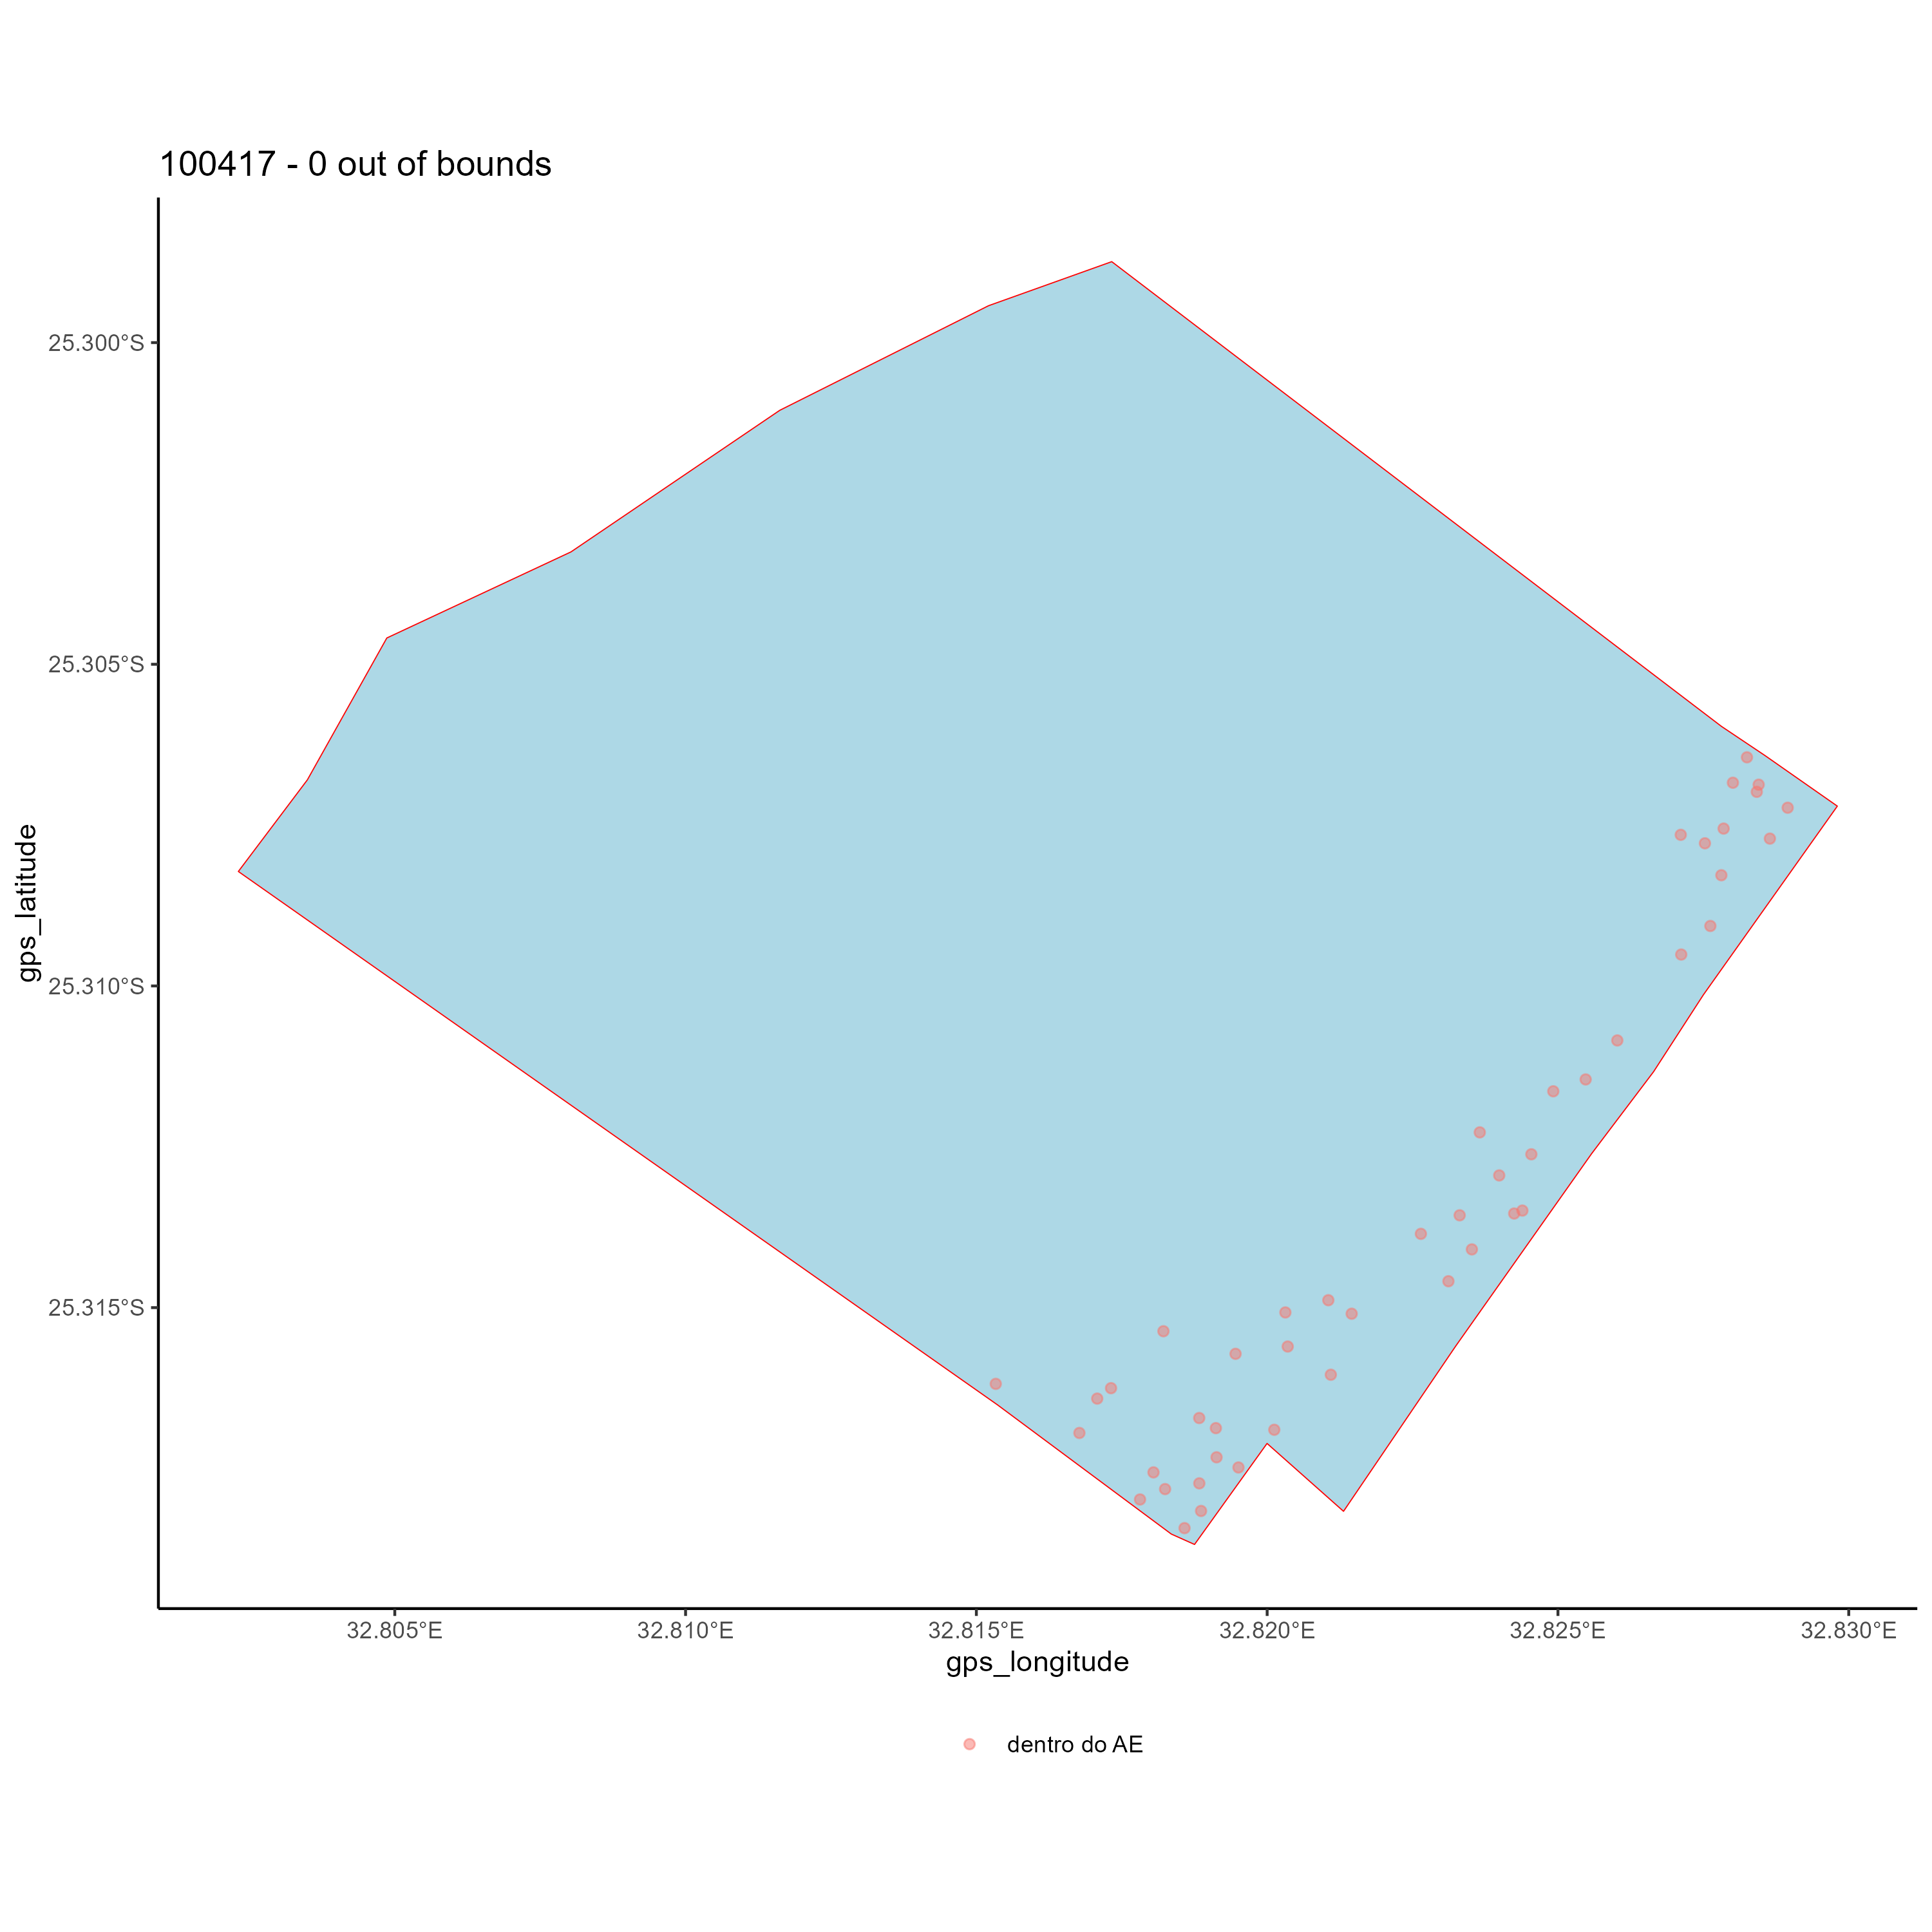 100417 - 0 out of bounds
25.300°S
25.305°S
25.310°S
25.315°S
gps_latitude
32.805°E 32.810°E 32.815°E 32.820°E 32.825°E 32.830°E
gps_longitude
dentro do AE